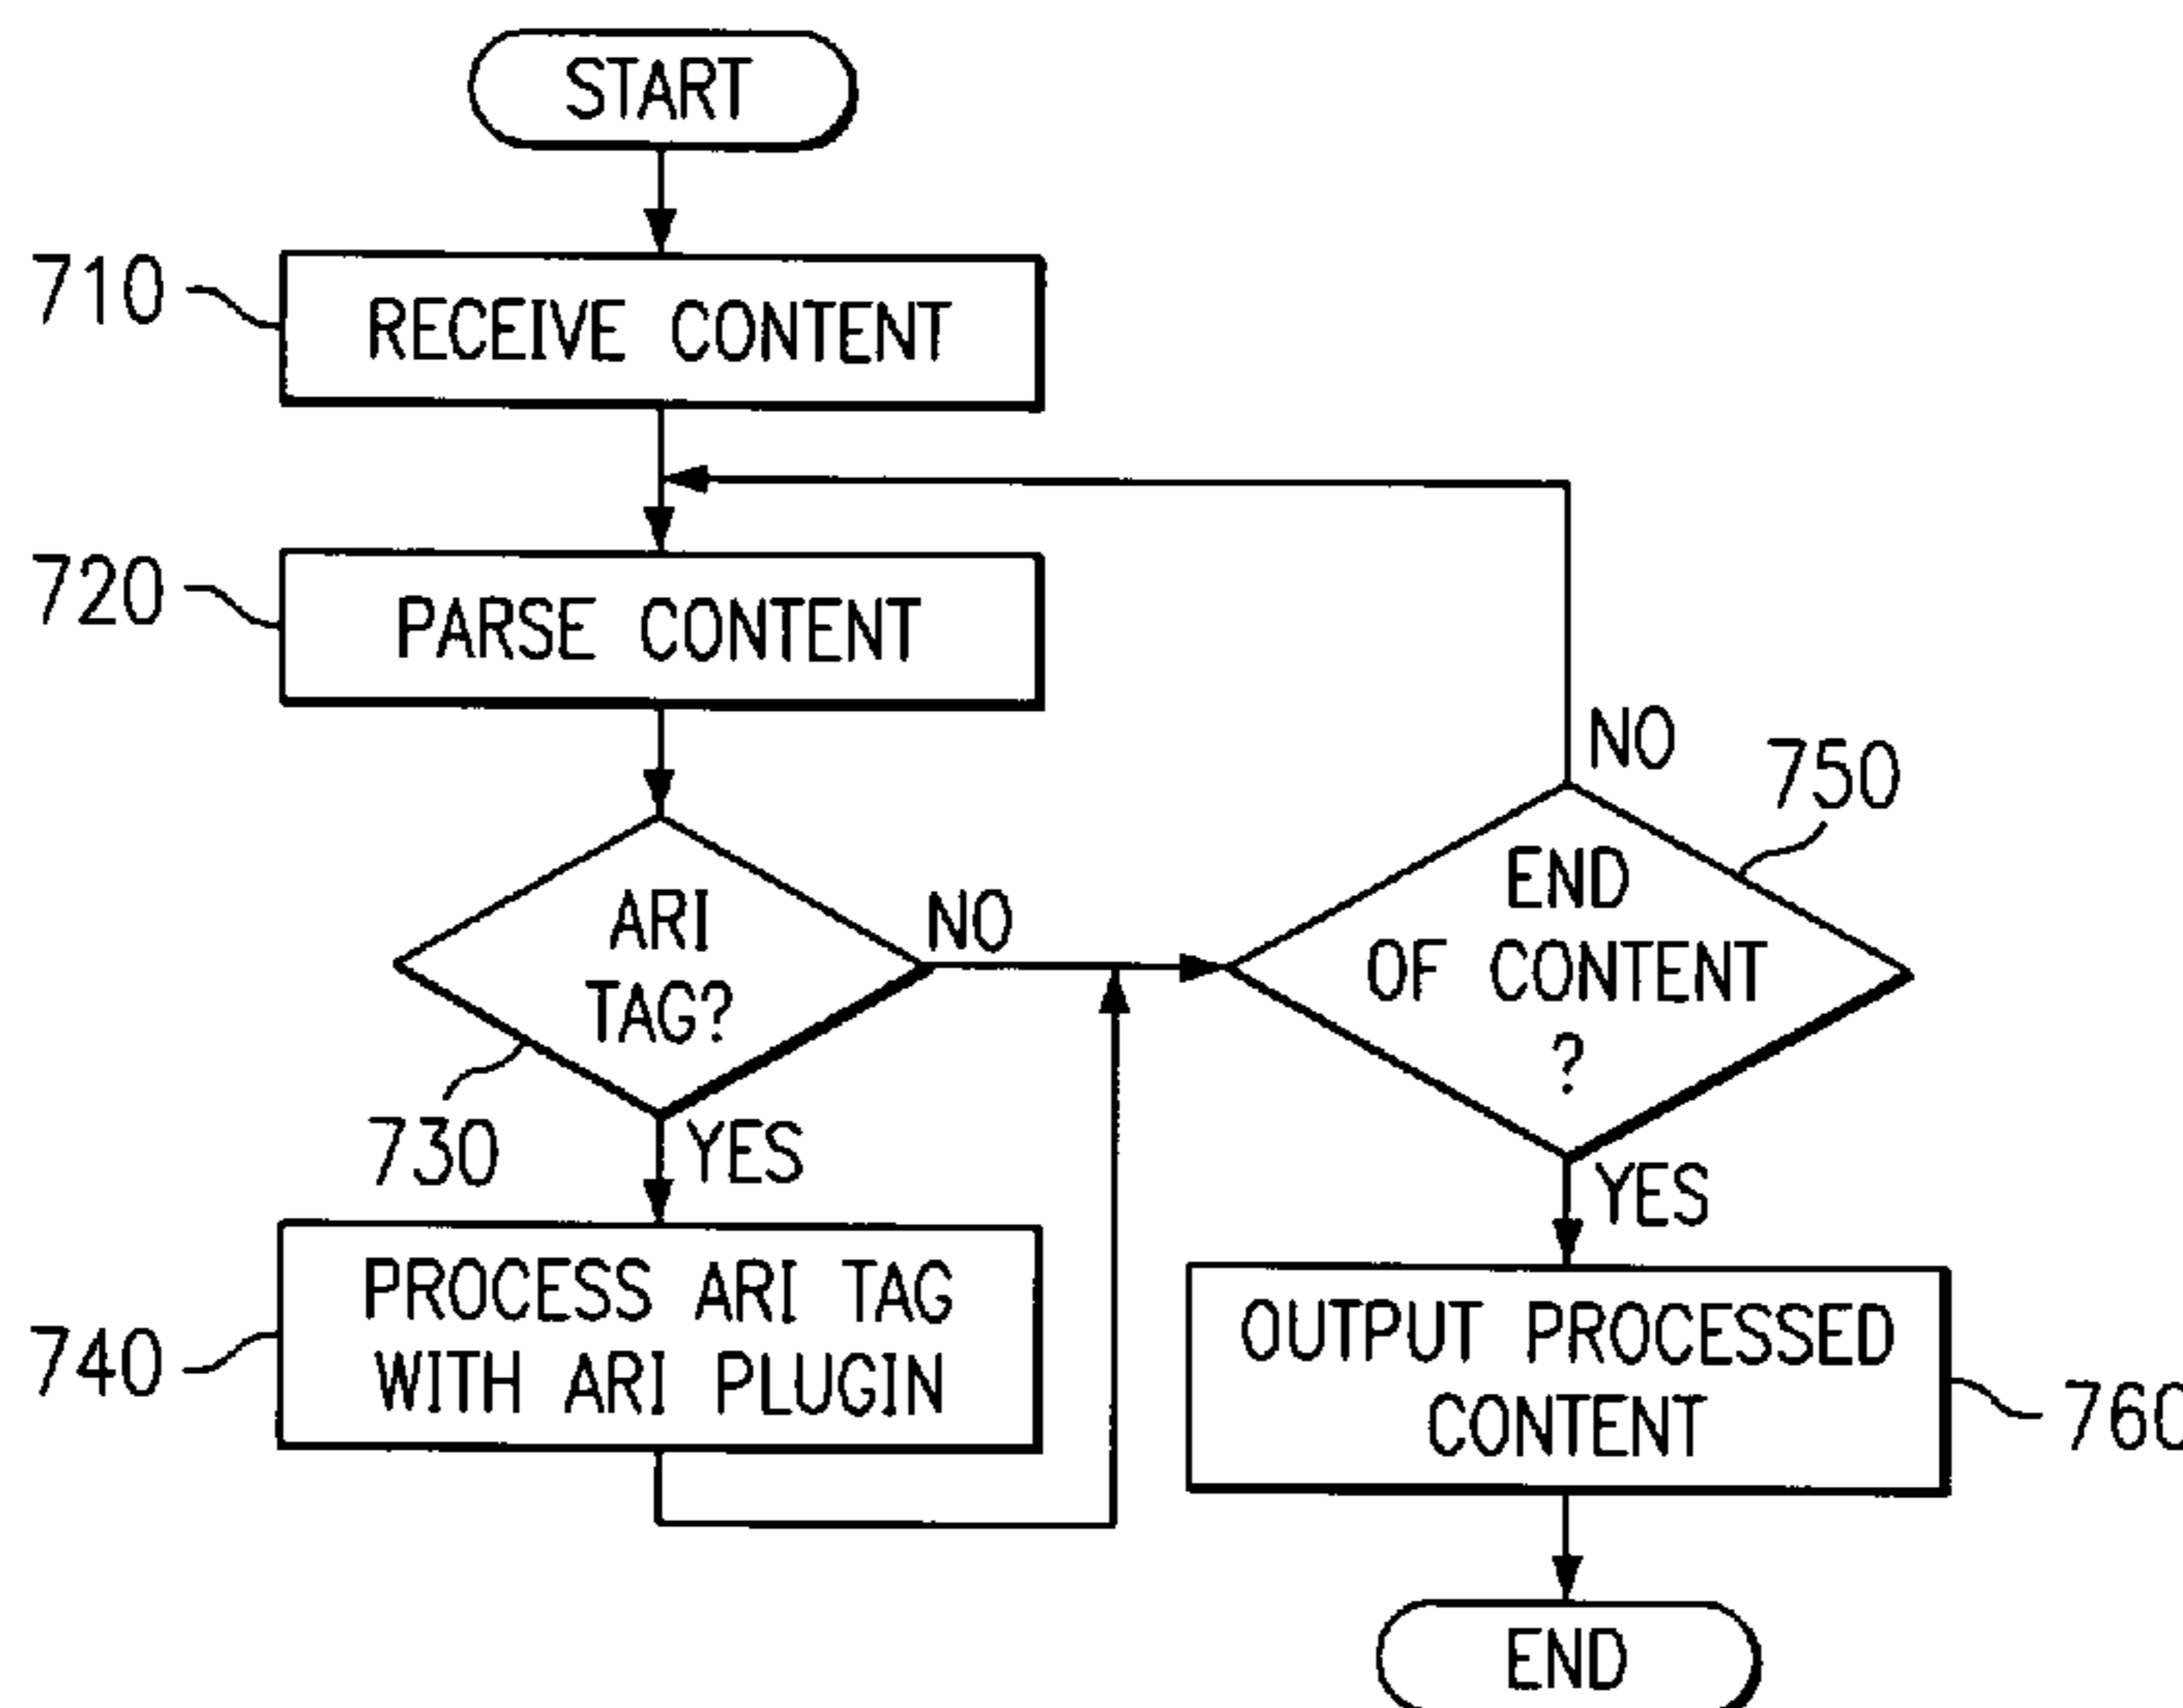 START
710
RECEIVE CONTENT
720
PARSE CONTENT
ARI
TAG?
NO
730
YES
740
PROCESS ARI TAG
WITH ARI PLUGIN
NO
750
END
OF CONTENT
?
YES
OUTPUT PROCESSED
CONTENT
760
END